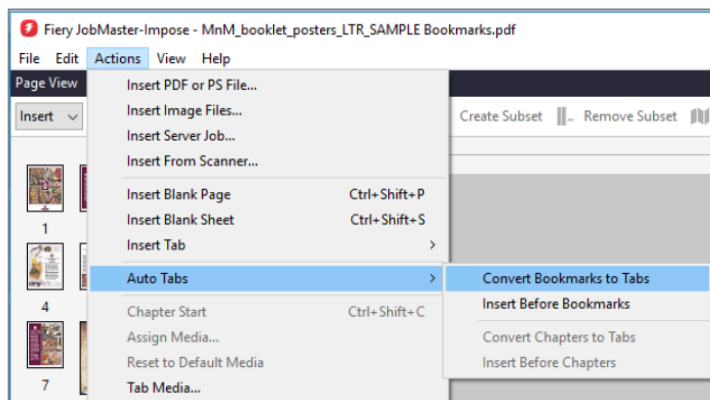 Fiery JobMaster-Impose - MnM_booklet_posters_LTR_SAMPLE Bookmarks.pdf
File Edit Actions View Help
Page View
Insert
Create Subset Remove Subset
Insert PDF or PS File...
Insert Image Files...
Insert Server Job...
Insert From Scanner...
Insert Blank Page Ctrl+Shift+P
Insert Blank Sheet Ctrl+Shift+S
Insert Tab
Auto Tabs
Chapter Start Ctrl+Shift+C
Assign Media...
Reset to Default Media
Tab Media...
Convert Bookmarks to Tabs
Insert Before Bookmarks
Convert Chapters to Tabs
Insert Before Chapters
1
4
7